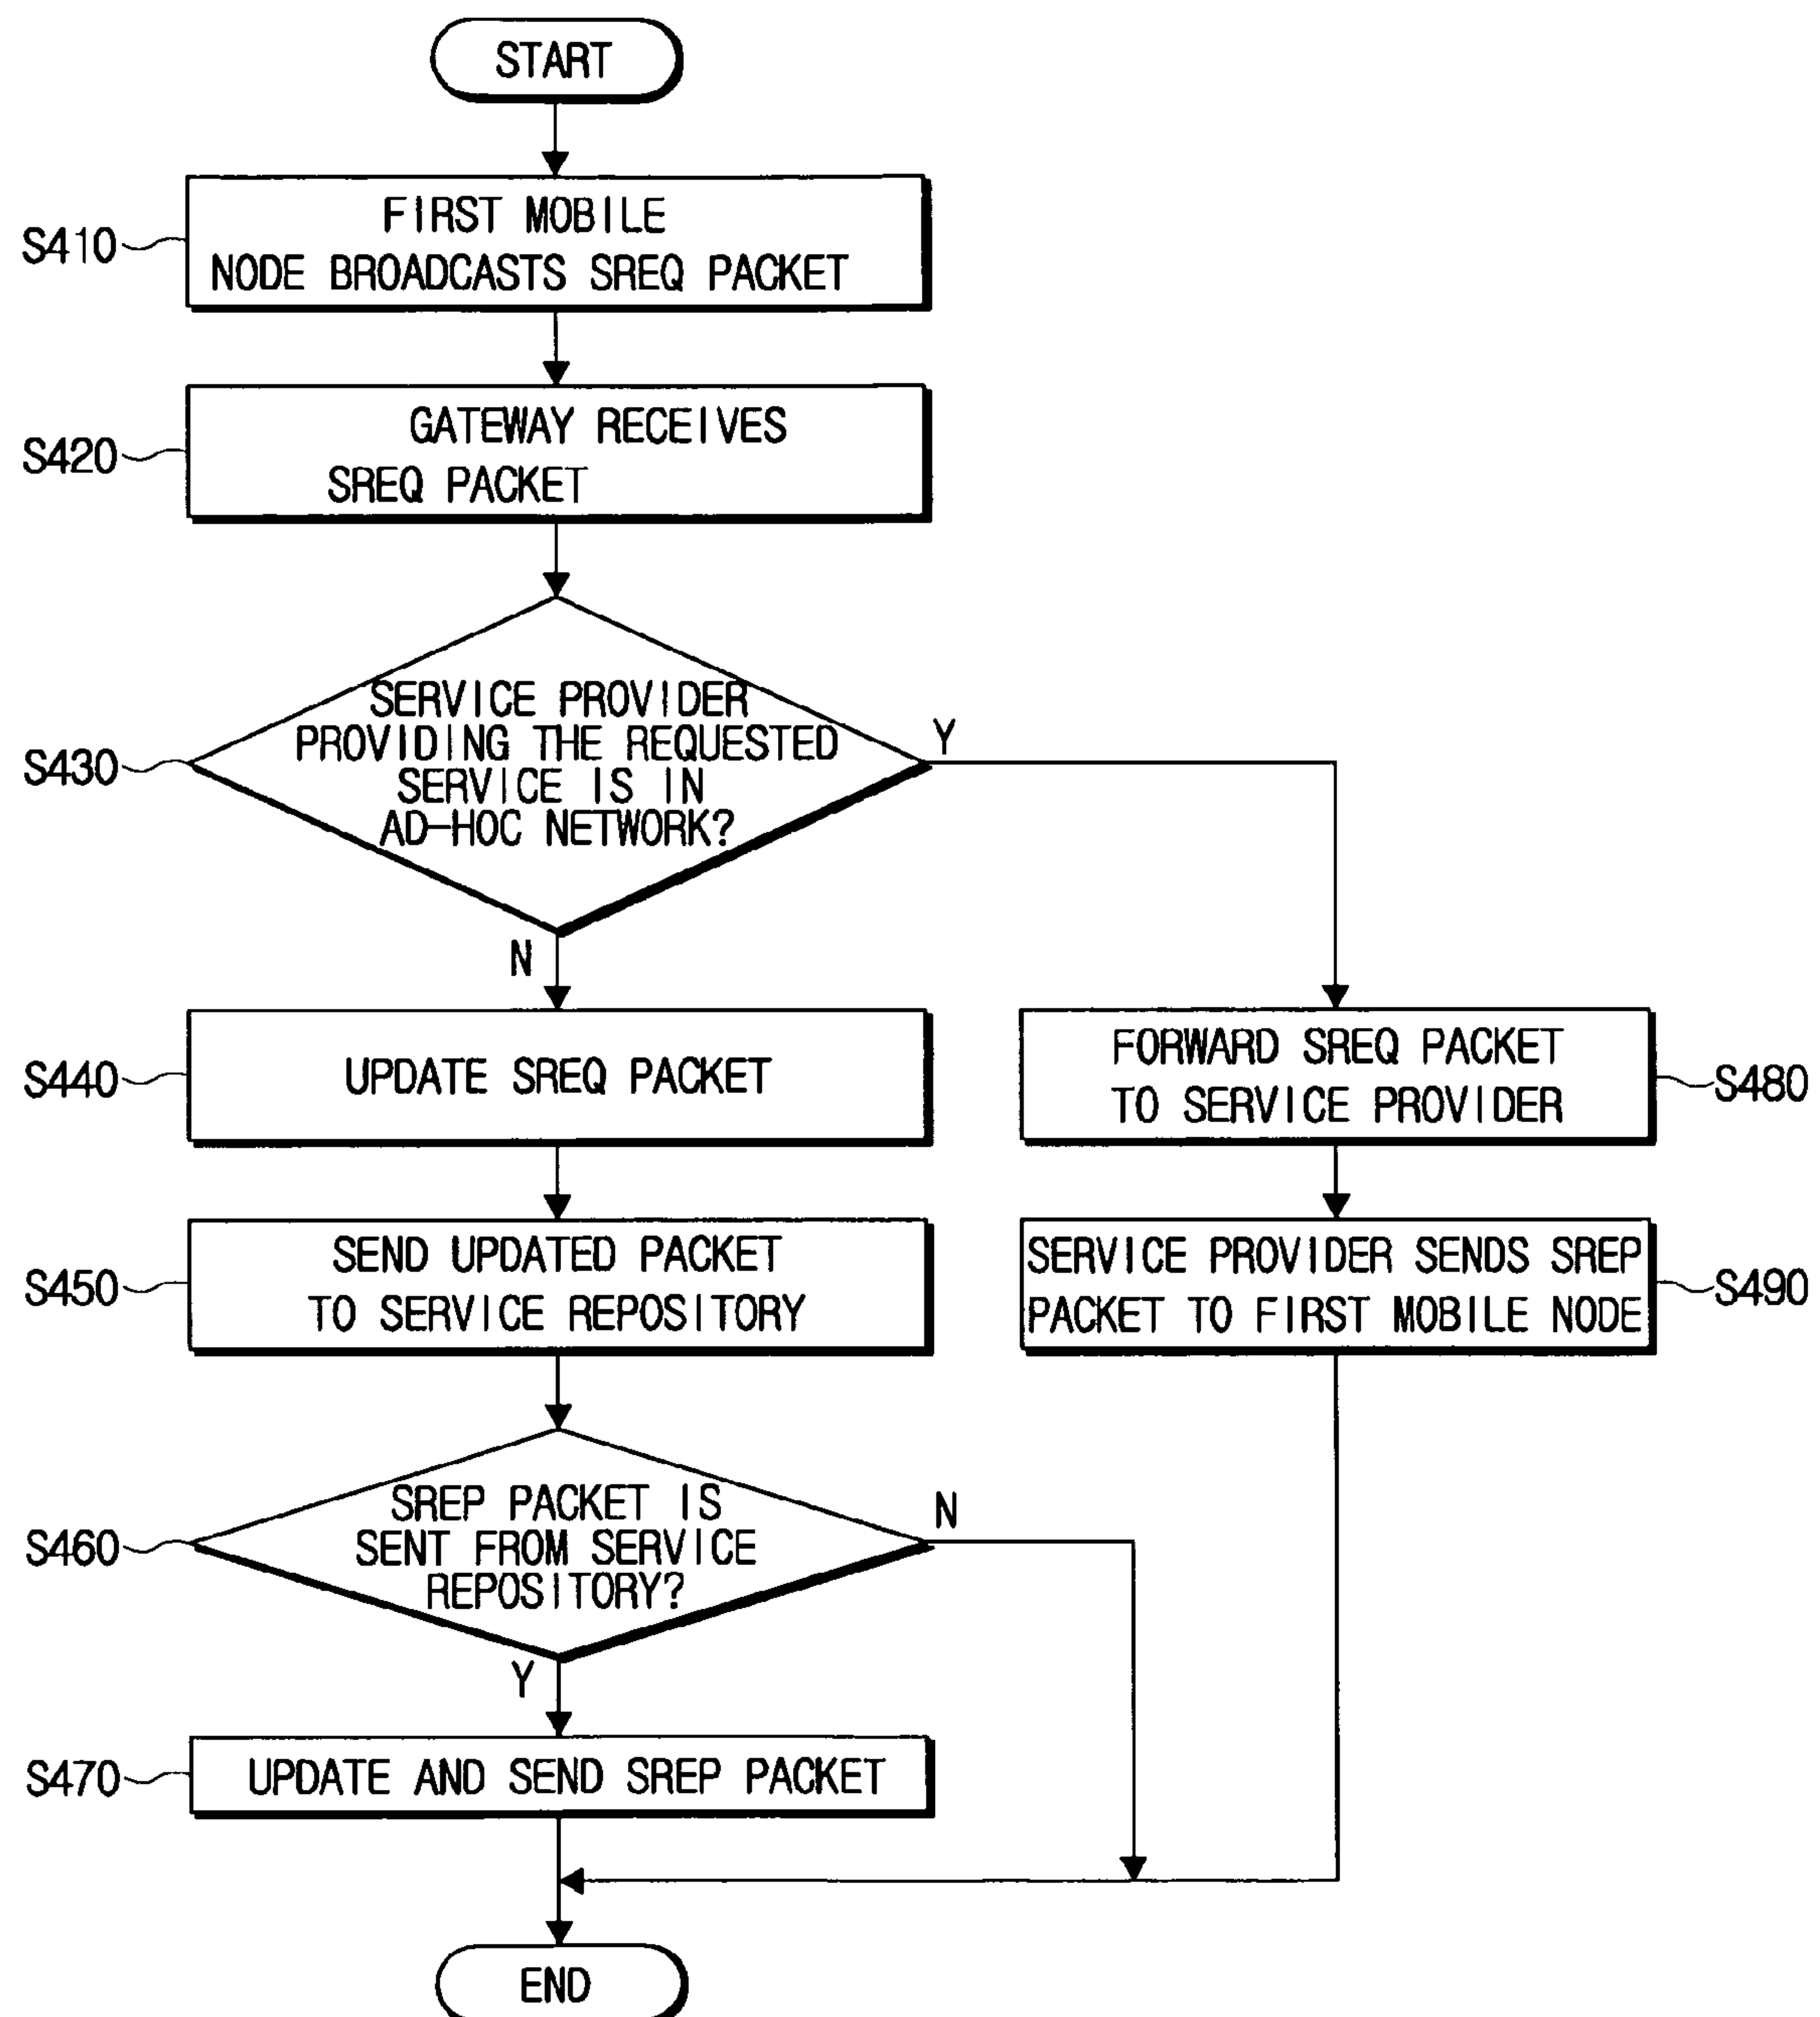 START
S410
FIRST MOBILE
NODE BROADCASTS SREQ PACKET
S420
GATEWAY RECEIVES
SREQ PACKET
S430
SERVICE PROVIDER
PROVIDING THE REQUESTED
SERVICE IS IN
AD-HOC NETWORK?
Y
N
S440
UPDATE SREQ PACKET
FORWARD SREQ PACKET
TO SERVICE PROVIDER
S480
S450
SEND UPDATED PACKET
TO SERVICE REPOSITORY
SERVICE PROVIDER SENDS SREP
PACKET TO FIRST MOBILE NODE
S490
S460
SREP PACKET IS
SENT FROM SERVICE
REPOSITORY?
N
Y
S470
UPDATE AND SEND SREP PACKET
END